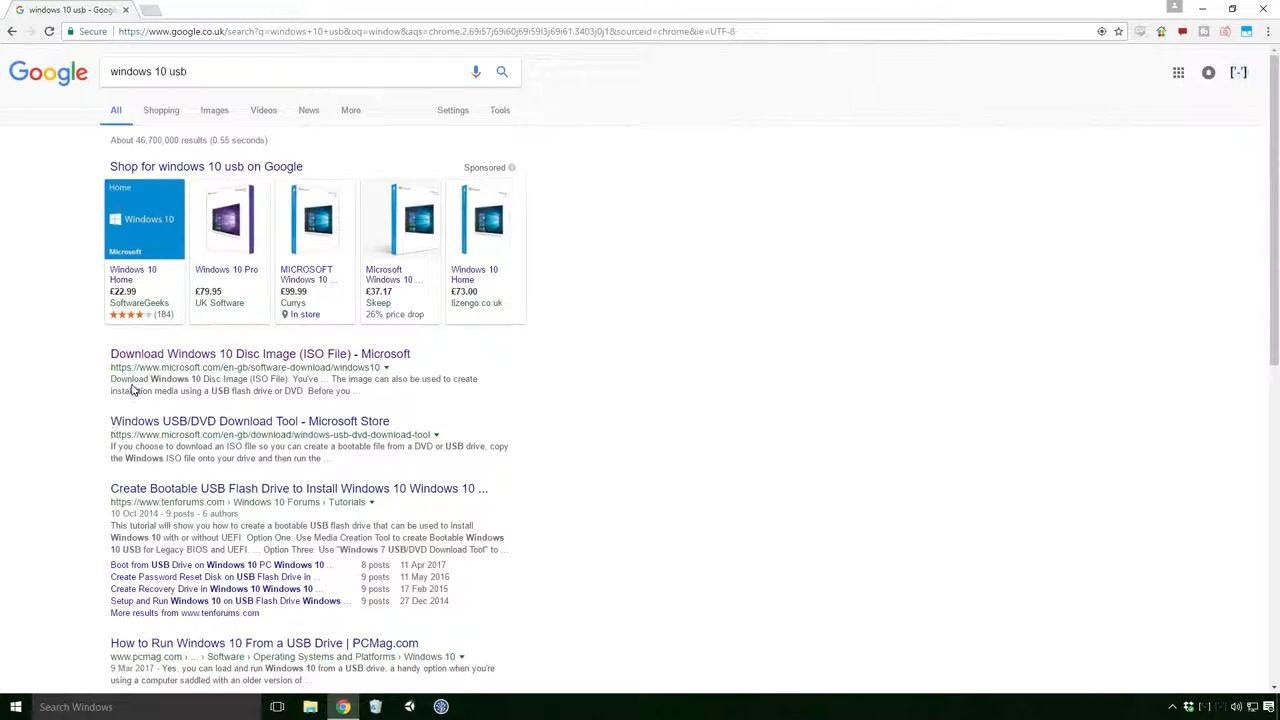 windows 10 usb
Secure
https://www.google.co.uk/search?q=windows+10+usb&oq=window&aqs=chrome.2.69i57j69i60j69i59l3j69i61.3403j0j1&sourceid=chrome&ie=UTF-8
Google
windows 10 usb
['-']
All Shopping Images Videos News More Settings Tools
About 46,700,000 results (0.55 seconds)
Shop for windows 10 usb on Google
Sponsored
Home
Windows 10
Microsoft
Windows 10 Home
£22.99
SoftwareGeeks
(184)
Windows 10 Pro
£79.95
UK Software
MICROSOFT Windows 10 ...
£99.99
Currys
In store
Microsoft Windows 10 ...
£37.17
Skeep
26% price drop
Windows 10 Home
£73.00
lizengo.co.uk
Download Windows 10 Disc Image (ISO File) - Microsoft
https://www.microsoft.com/en-gb/software-download/windows10
Download Windows 10 Disc Image (ISO File). You've ... The image can also be used to create
installation media using a USB flash drive or DVD. Before you ...
Windows USB/DVD Download Tool - Microsoft Store
https://www.microsoft.com/en-gb/download/windows-usb-dvd-download-tool
If you choose to download an ISO file so you can create a bootable file from a DVD or USB drive, copy
the Windows ISO file onto your drive and then run the ...
Create Bootable USB Flash Drive to Install Windows 10 Windows 10 ...
https://www.tenforums.com › Windows 10 Forums › Tutorials
10 Oct 2014 - 9 posts - 6 authors
This tutorial will show you how to create a bootable USB flash drive that can be used to install
Windows 10 with or without UEFI. Option One: Use Media Creation Tool to create Bootable Windows
10 USB for Legacy BIOS and UEFI. ... Option Three: Use "Windows 7 USB/DVD Download Tool" to ...
Boot from USB Drive on Windows 10 PC Windows 10 ... 8 posts 11 Apr 2017
Create Password Reset Disk on USB Flash Drive in ... 9 posts 11 May 2016
Create Recovery Drive in Windows 10 Windows 10 ... 9 posts 17 Feb 2015
Setup and Run Windows 10 on USB Flash Drive Windows ... 9 posts 27 Dec 2014
More results from www.tenforums.com
How to Run Windows 10 From a USB Drive | PCMag.com
www.pcmag.com › ... › Software › Operating Systems and Platforms › Windows 10
9 Mar 2017 - Yes, you can load and run Windows 10 from a USB drive, a handy option when you're
using a computer saddled with an older version of ...
Search Windows